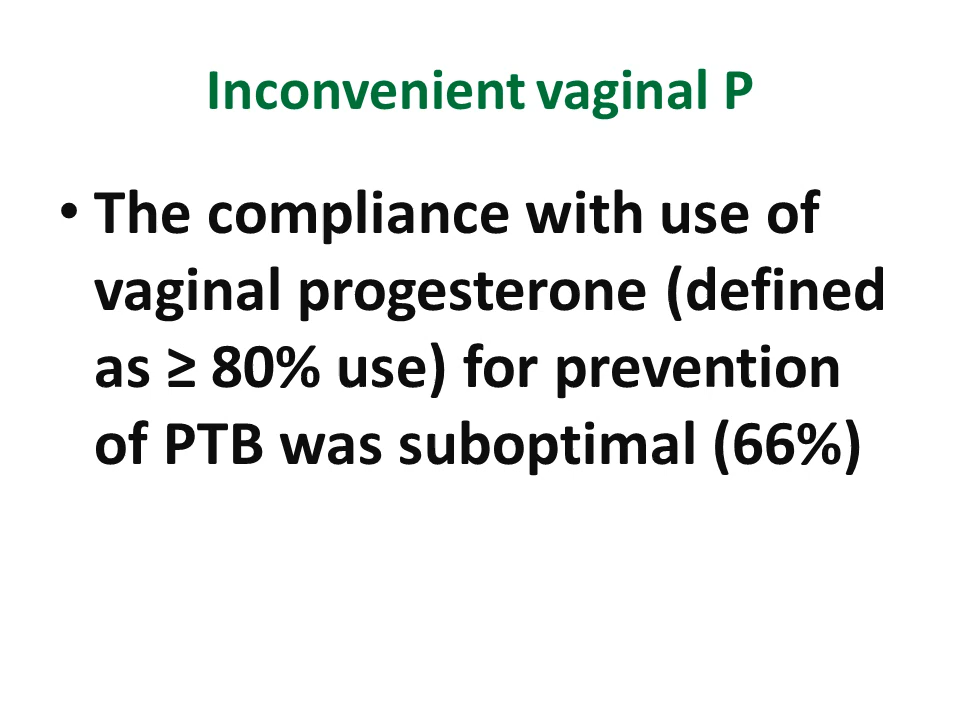 Inconvenient vaginal P
• The compliance with use of
vaginal progesterone (defined
as ≥ 80% use) for prevention
of PTB was suboptimal (66%)